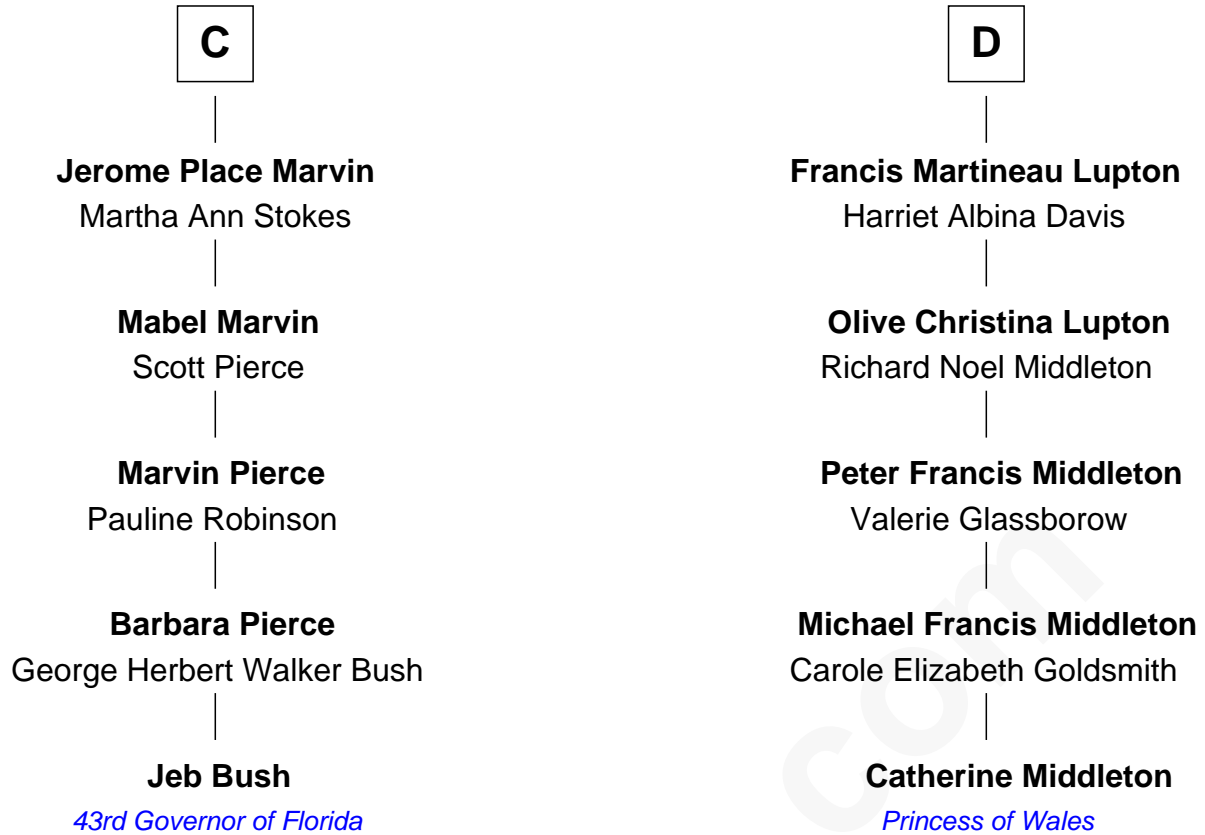 C
Jerome Place Marvin
Martha Ann Stokes
Mabel Marvin
Scott Pierce
Marvin Pierce
Pauline Robinson
Barbara Pierce
George Herbert Walker Bush
Jeb Bush
43rd Governor of Florida
D
Francis Martineau Lupton
Harriet Albina Davis
Olive Christina Lupton
Richard Noel Middleton
Peter Francis Middleton
Valerie Glassborow
Michael Francis Middleton
Carole Elizabeth Goldsmith
Catherine Middleton
Princess of Wales
com